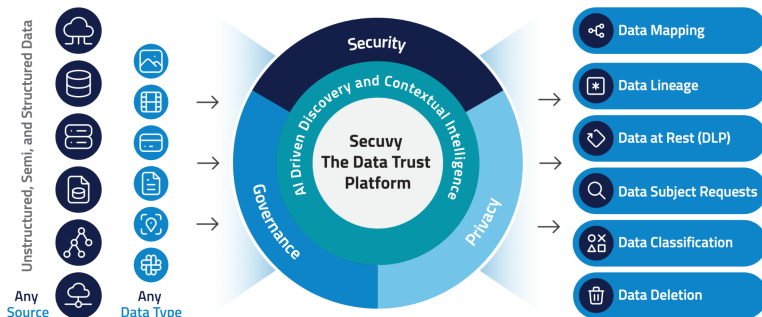 Unstructured, Semi, and Structured Data
Any
Source
Any
Data Type
Security
AI Driven Discovery and Contextual Intelligence
Secuvy
The Data Trust
Platform
Governance
Privacy
Data Mapping
Data Lineage
Data at Rest (DLP)
Data Subject Requests
Data Classification
Data Deletion